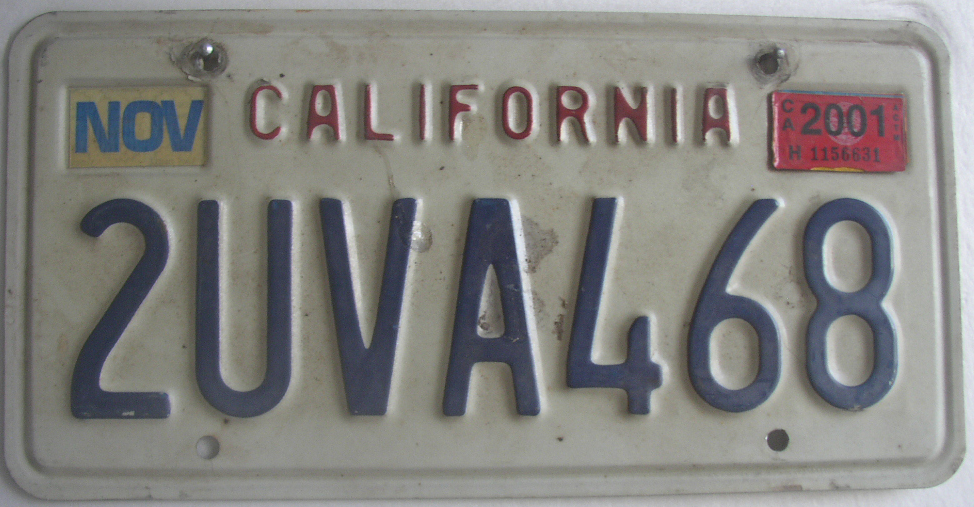 CALIFORNIA
NOV
CA 2001
H 1156831
2UVA468